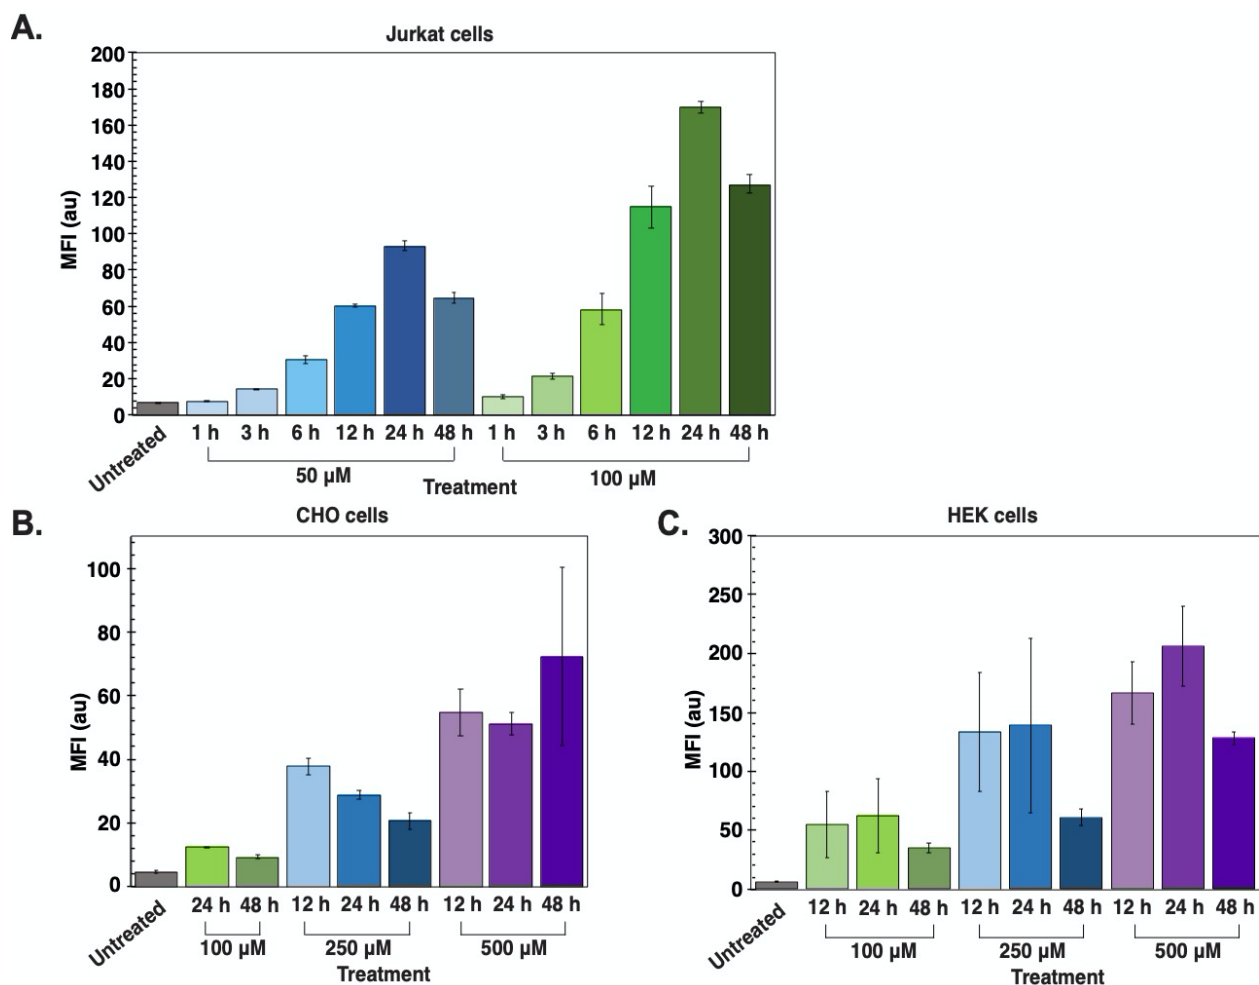 A.
Jurkat cells
MFI (au)
200
180
160
140
120
100
80
60
40
20
0
Untreated 1 h 3 h 6 h 12 h 24 h 48 h 1 h 3 h 6 h 12 h 24 h 48 h
50 µM 100 µM
Treatment
B.
CHO cells
MFI (au)
100
80
60
40
20
0
Untreated 24 h 48 h 12 h 24 h 48 h 12 h 24 h 48 h
100 µM 250 µM 500 µM
Treatment
C.
HEK cells
MFI (au)
300
250
200
150
100
50
0
Untreated 12 h 24 h 48 h 12 h 24 h 48 h 12 h 24 h 48 h
100 µM 250 µM 500 µM
Treatment